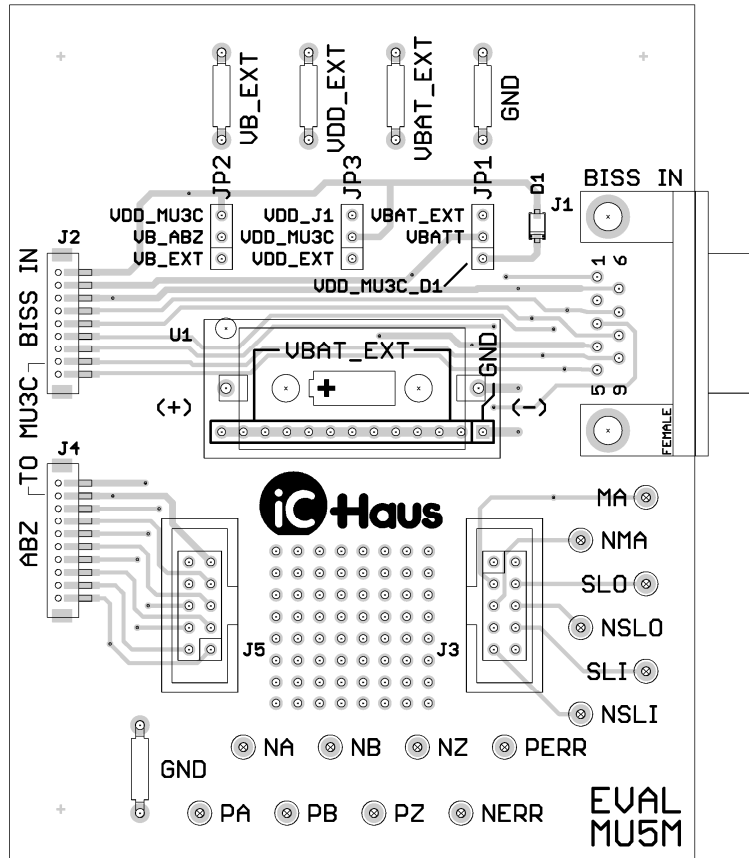 VB_EXT
VDD_EXT
VBAT_EXT
GND
JP2
JP3
JP1
D1
J1
BISS IN
VDD_MU3C
VB_ABZ
VB_EXT
VDD_J1
VDD_MU3C
VDD_EXT
VBAT_EXT
VBATT
VDD_MU3C_D1
J2
BISS IN
TO MU3C
ABZ
J4
1 6
5 9
FEMALE
U1
VBAT_EXT
GND
+
(+)
(-)
iC Haus
MA
NMA
SLO
NSLO
SLI
NSLI
J5
J3
NA NB NZ PERR
GND
PA PB PZ NERR
EVAL
MU5M